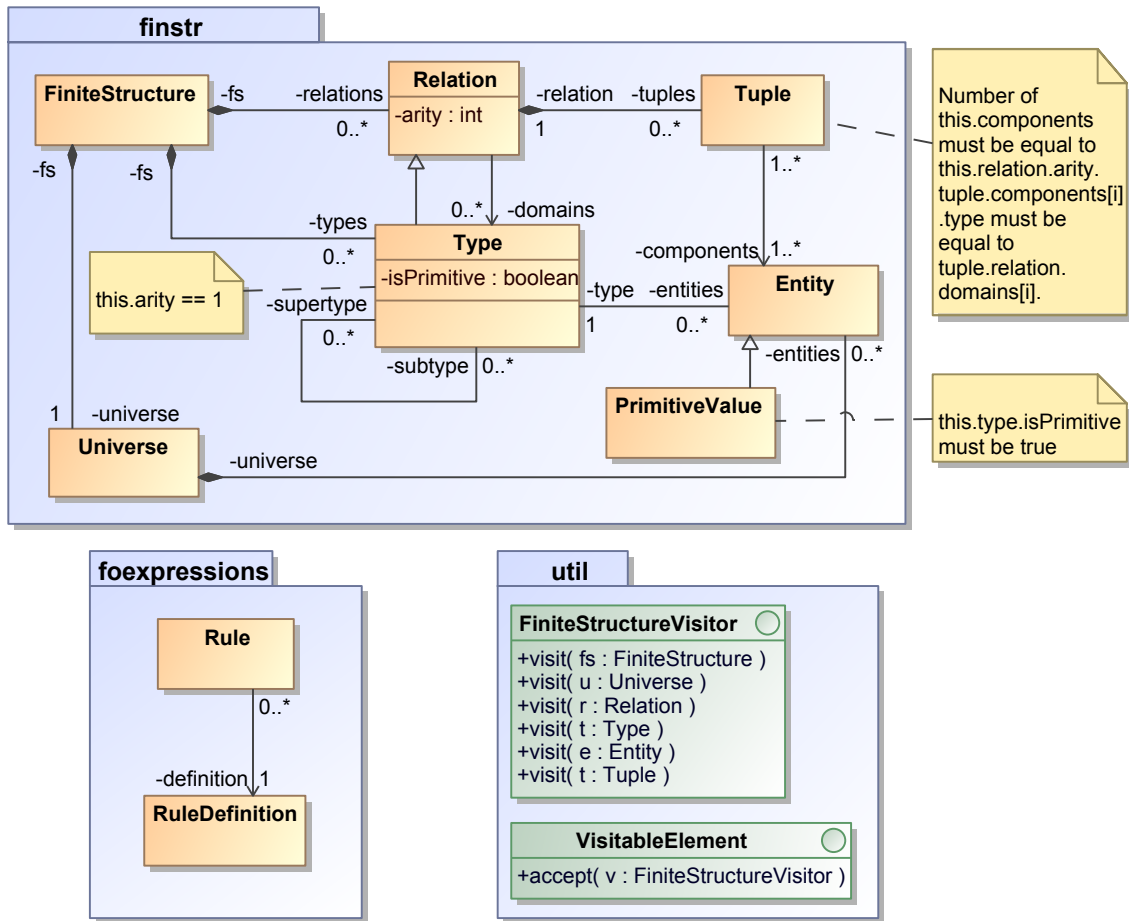 finstr
FiniteStructure
-fs
-relations
0..*
Relation
-arity : int
-relation
1
-tuples
0..*
Tuple
Number of
this.components
must be equal to
this.relation.arity.
tuple.components[i]
.type must be
equal to
tuple.relation.
domains[i].
-fs
-fs
1..*
0..*
-domains
-types
0..*
Type
-isPrimitive : boolean
this.arity == 1
-components
1..*
Entity
-supertype
0..*
-type
1
-entities
0..*
-subtype
0..*
-entities
0..*
PrimitiveValue
this.type.isPrimitive
must be true
1
-universe
Universe
-universe
foexpressions
Rule
0..*
-definition
1
RuleDefinition
util
FiniteStructureVisitor
+visit( fs : FiniteStructure )
+visit( u : Universe )
+visit( r : Relation )
+visit( t : Type )
+visit( e : Entity )
+visit( t : Tuple )
VisitableElement
+accept( v : FiniteStructureVisitor )